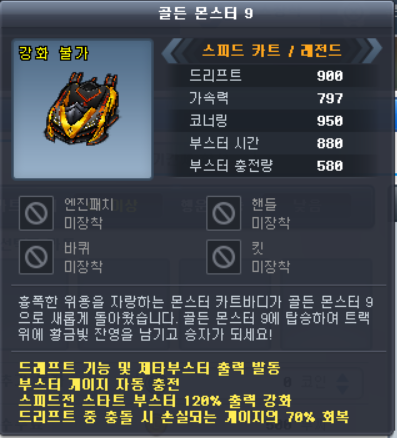 골든 몬스터 9
강화 불가
스피드 카트 / 레전드
드리프트 900
가속력 797
코너링 950
부스터 시간 880
부스터 충전량 580
엔진패치
미장착
핸들
미장착
바퀴
미장착
킷
미장착
흉폭한 위용을 자랑하는 몬스터 카트바디가 골든 몬스터 9
으로 새롭게 돌아왔습니다. 골든 몬스터 9에 탑승하여 트랙
위에 황금빛 잔영을 남기고 승자가 되세요!
드래프트 기능 및 제타부스터 출력 발동
부스터 게이지 자동 충전
스피드전 스타트 부스터 120% 출력 강화
드리프트 중 충돌 시 손실되는 게이지의 70% 회복